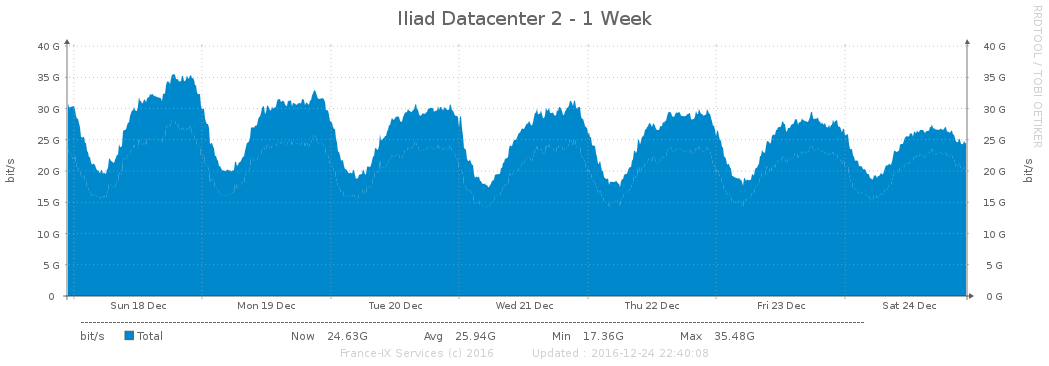 Iliad Datacenter 2 - 1 Week
RRDTOOL / TOBI OETIKER
40 G 40 G
35 G 35 G
30 G 30 G
25 G 25 G
20 G 20 G
15 G 15 G
10 G 10 G
5 G 5 G
0 0 G
bit/s bit/s
Sun 18 Dec Mon 19 Dec Tue 20 Dec Wed 21 Dec Thu 22 Dec Fri 23 Dec Sat 24 Dec
bit/s Total Now 24.63G Avg 25.94G Min 17.36G Max 35.48G
France-IX Services (c) 2016 Updated : 2016-12-24 22:40:08